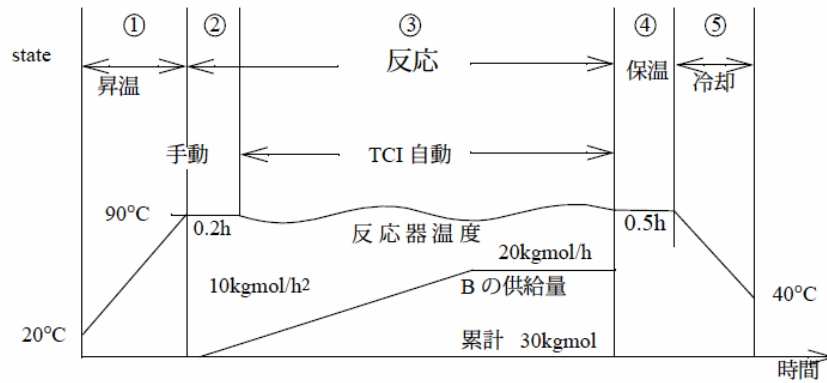 ① ② ③ ④ ⑤
state
昇温 反応 保温 冷却
手動 TCI 自動
90°C
0.2h 反応器温度 0.5h
20kgmol/h
10kgmol/h2 Bの供給量
40°C
20°C
累計 30kgmol
時間